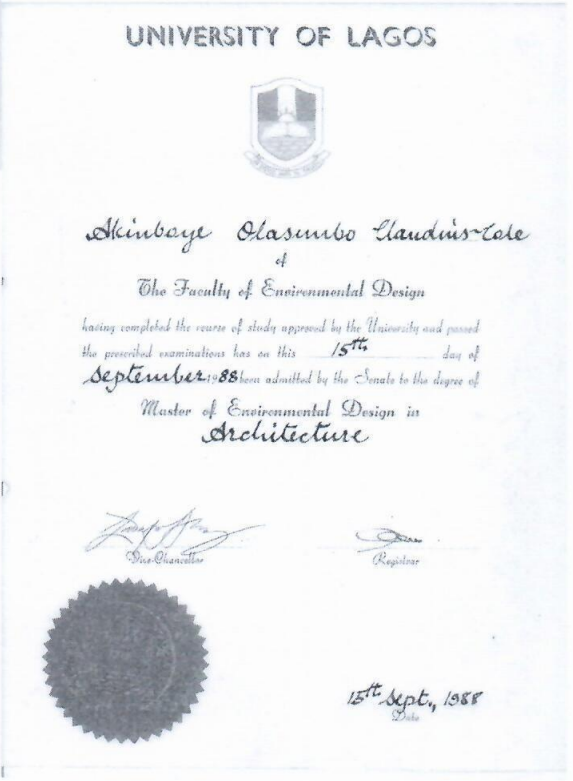 UNIVERSITY OF LAGOS
Akinboye Olasunbo Claudius-Cole
of
The Faculty of Environmental Design
having completed the course of study approved by the University and passed
the prescribed examinations has on this 15th day of
September 1988 been admitted by the Senate to the degree of
Master of Environmental Design in
Architecture
Vice-Chancellor
Registrar
15th Sept., 1988
Date